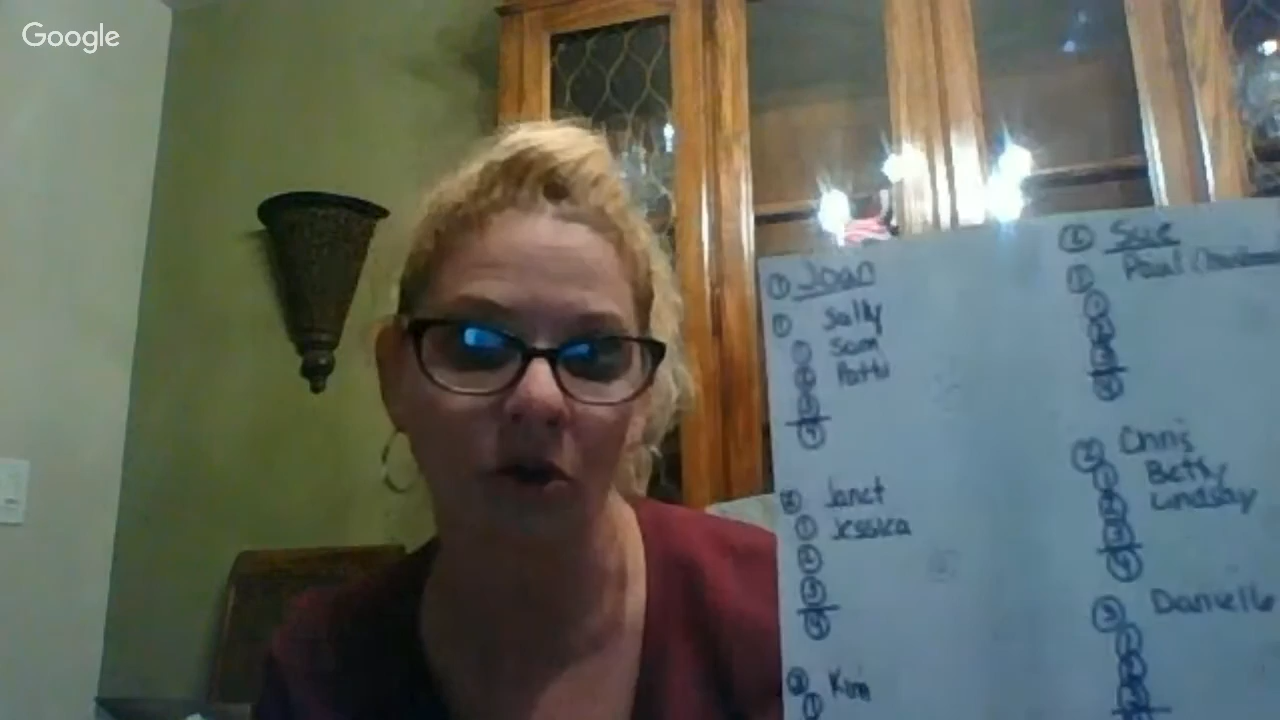 Google
① Joan
① Sally
① Sam
② Patti
③
④
② Janet
① Jessica
②
③
④
③ Kim
①
② Sue
① Paul
①
②
③
④
② Chris
① Betty
② Lindsay
③
④
③ Danielle
①
②
③